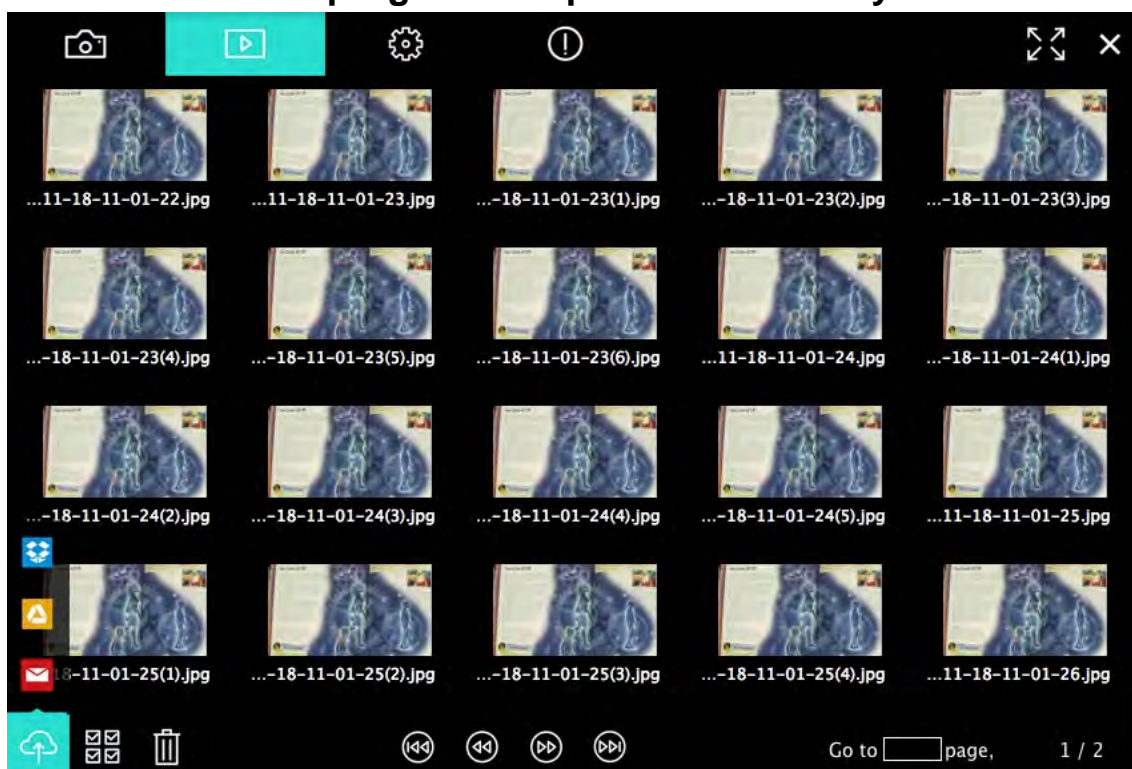 ...11-18-11-01-22.jpg ...11-18-11-01-23.jpg ...-18-11-01-23(1).jpg ...-18-11-01-23(2).jpg ...-18-11-01-23(3).jpg
...-18-11-01-23(4).jpg ...-18-11-01-23(5).jpg ...-18-11-01-23(6).jpg ...11-18-11-01-24.jpg ...-18-11-01-24(1).jpg
...-18-11-01-24(2).jpg ...-18-11-01-24(3).jpg ...-18-11-01-24(4).jpg ...-18-11-01-24(5).jpg ...11-18-11-01-25.jpg
18-11-01-25(1).jpg ...-18-11-01-25(2).jpg ...-18-11-01-25(3).jpg ...-18-11-01-25(4).jpg ...11-18-11-01-26.jpg
Go to page, 1 / 2